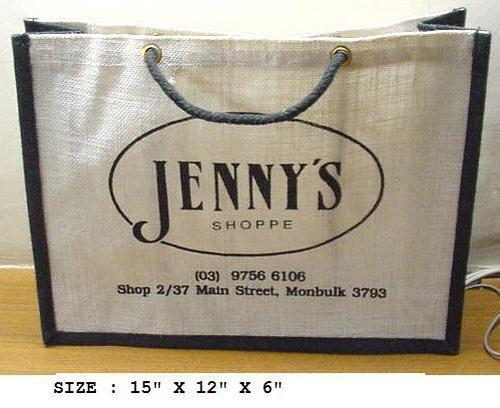 JENNY'S
SHOPPE
(03) 9756 6106
Shop 2/37 Main Street, Monbulk 3793
SIZE : 15" X 12" X 6"